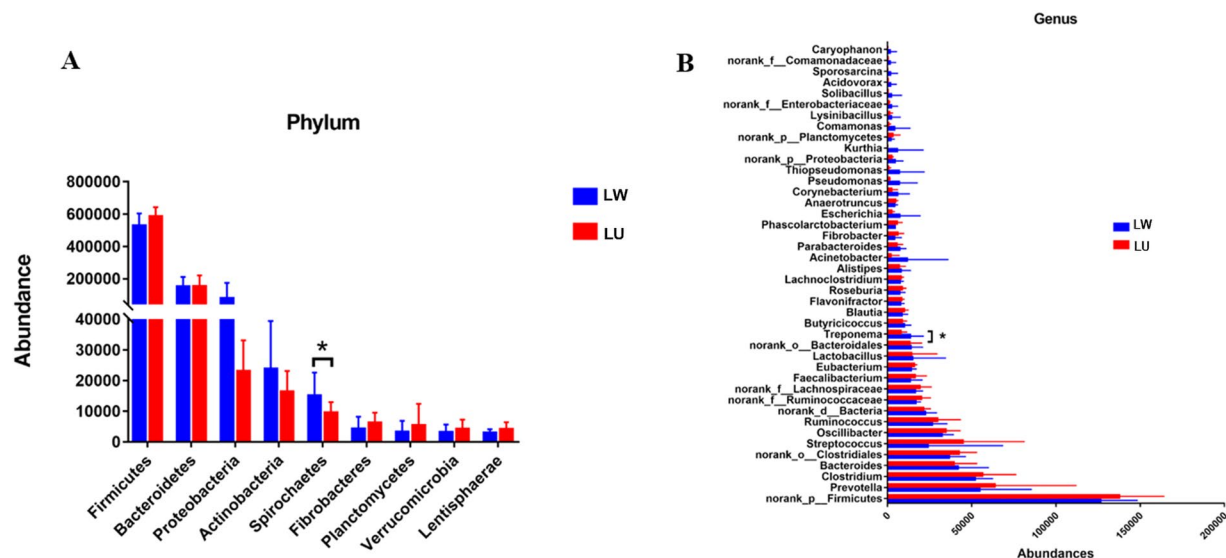 A
Phylum
Abundance
800000
600000
400000
200000
40000
30000
20000
10000
0
*
LW
LU
Firmicutes
Bacteroidetes
Proteobacteria
Actinobacteria
Spirochaetes
Fibrobacteres
Planctomycetes
Verrucomicrobia
Lentisphaerae
B
Genus
Caryophanon
norank_f__Comamonadaceae
Sporosarcina
Acidovorax
Solibacillus
norank_f__Enterobacteriaceae
Lysinibacillus
Comamonas
norank_p__Planctomycetes
Kurthia
norank_p__Proteobacteria
Thiopseudomonas
Pseudomonas
Corynebacterium
Anaerotruncus
Escherichia
Phascolarctobacterium
Fibrobacter
Parabacteroides
Acinetobacter
Alistipes
Lachnoclostridium
Roseburia
Flavonifractor
Blautia
Butyricicoccus
Treponema
norank_o__Bacteroidales
Lactobacillus
Eubacterium
Faecalibacterium
norank_f__Lachnospiraceae
norank_f__Ruminococcaceae
norank_d__Bacteria
Ruminococcus
Oscillibacter
Streptococcus
norank_o__Clostridiales
Bacteroides
Clostridium
Prevotella
norank_p__Firmicutes
*
LW
LU
0
50000
100000
150000
200000
Abundances